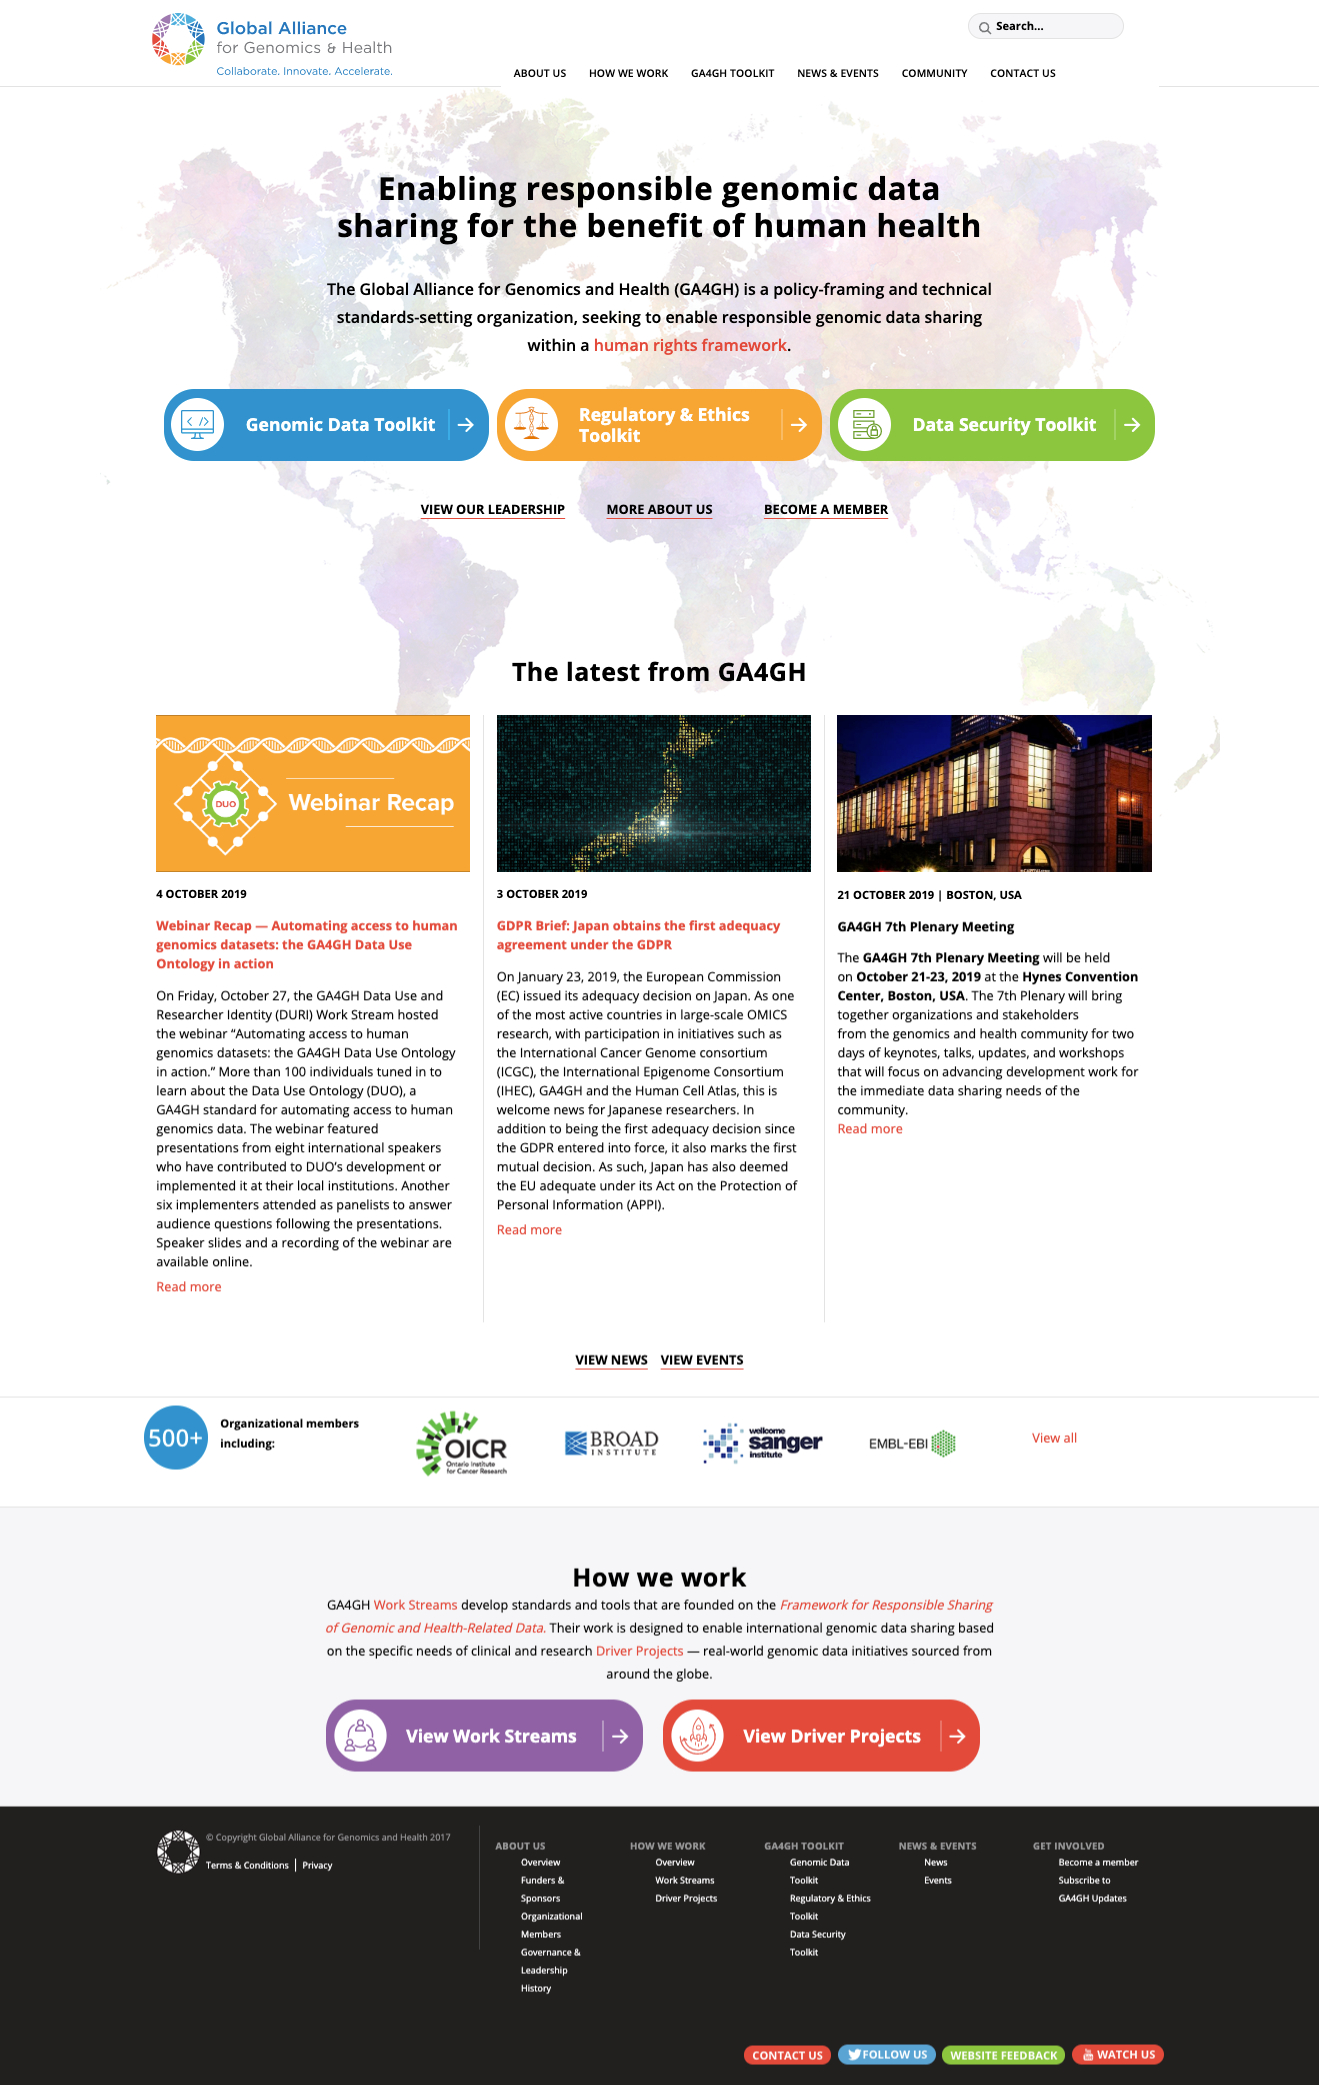 Global Alliance
for Genomics & Health
Collaborate. Innovate. Accelerate.
Search...
ABOUT US HOW WE WORK GA4GH TOOLKIT NEWS & EVENTS COMMUNITY CONTACT US
Enabling responsible genomic data
sharing for the benefit of human health
The Global Alliance for Genomics and Health (GA4GH) is a policy-framing and technical
standards-setting organization, seeking to enable responsible genomic data sharing
within a human rights framework.
Genomic Data Toolkit
Regulatory & Ethics
Toolkit
Data Security Toolkit
VIEW OUR LEADERSHIP MORE ABOUT US BECOME A MEMBER
The latest from GA4GH
DUO
Webinar Recap
4 OCTOBER 2019
Webinar Recap — Automating access to human
genomics datasets: the GA4GH Data Use
Ontology in action
On Friday, October 27, the GA4GH Data Use and
Researcher Identity (DURI) Work Stream hosted
the webinar “Automating access to human
genomics datasets: the GA4GH Data Use Ontology
in action.” More than 100 individuals tuned in to
learn about the Data Use Ontology (DUO), a
GA4GH standard for automating access to human
genomics data. The webinar featured
presentations from eight international speakers
who have contributed to DUO’s development or
implemented it at their local institutions. Another
six implementers attended as panelists to answer
audience questions following the presentations.
Speaker slides and a recording of the webinar are
available online.
Read more
3 OCTOBER 2019
GDPR Brief: Japan obtains the first adequacy
agreement under the GDPR
On January 23, 2019, the European Commission
(EC) issued its adequacy decision on Japan. As one
of the most active countries in large-scale OMICS
research, with participation in initiatives such as
the International Cancer Genome consortium
(ICGC), the International Epigenome Consortium
(IHEC), GA4GH and the Human Cell Atlas, this is
welcome news for Japanese researchers. In
addition to being the first adequacy decision since
the GDPR entered into force, it also marks the first
mutual decision. As such, Japan has also deemed
the EU adequate under its Act on the Protection of
Personal Information (APPI).
Read more
21 OCTOBER 2019 | BOSTON, USA
GA4GH 7th Plenary Meeting
The GA4GH 7th Plenary Meeting will be held
on October 21-23, 2019 at the Hynes Convention
Center, Boston, USA. The 7th Plenary will bring
together organizations and stakeholders
from the genomics and health community for two
days of keynotes, talks, updates, and workshops
that will focus on advancing development work for
the immediate data sharing needs of the
community.
Read more
VIEW NEWS VIEW EVENTS
500+
Organizational members
including:
OICR
Ontario Institute
for Cancer Research
BROAD
INSTITUTE
wellcome
sanger
institute
EMBL-EBI
View all
How we work
GA4GH Work Streams develop standards and tools that are founded on the Framework for Responsible Sharing
of Genomic and Health-Related Data. Their work is designed to enable international genomic data sharing based
on the specific needs of clinical and research Driver Projects — real-world genomic data initiatives sourced from
around the globe.
View Work Streams
View Driver Projects
© Copyright Global Alliance for Genomics and Health 2017
Terms & Conditions | Privacy
ABOUT US
Overview
Funders &
Sponsors
Organizational
Members
Governance &
Leadership
History
HOW WE WORK
Overview
Work Streams
Driver Projects
GA4GH TOOLKIT
Genomic Data
Toolkit
Regulatory & Ethics
Toolkit
Data Security
Toolkit
NEWS & EVENTS
News
Events
GET INVOLVED
Become a member
Subscribe to
GA4GH Updates
CONTACT US FOLLOW US WEBSITE FEEDBACK WATCH US